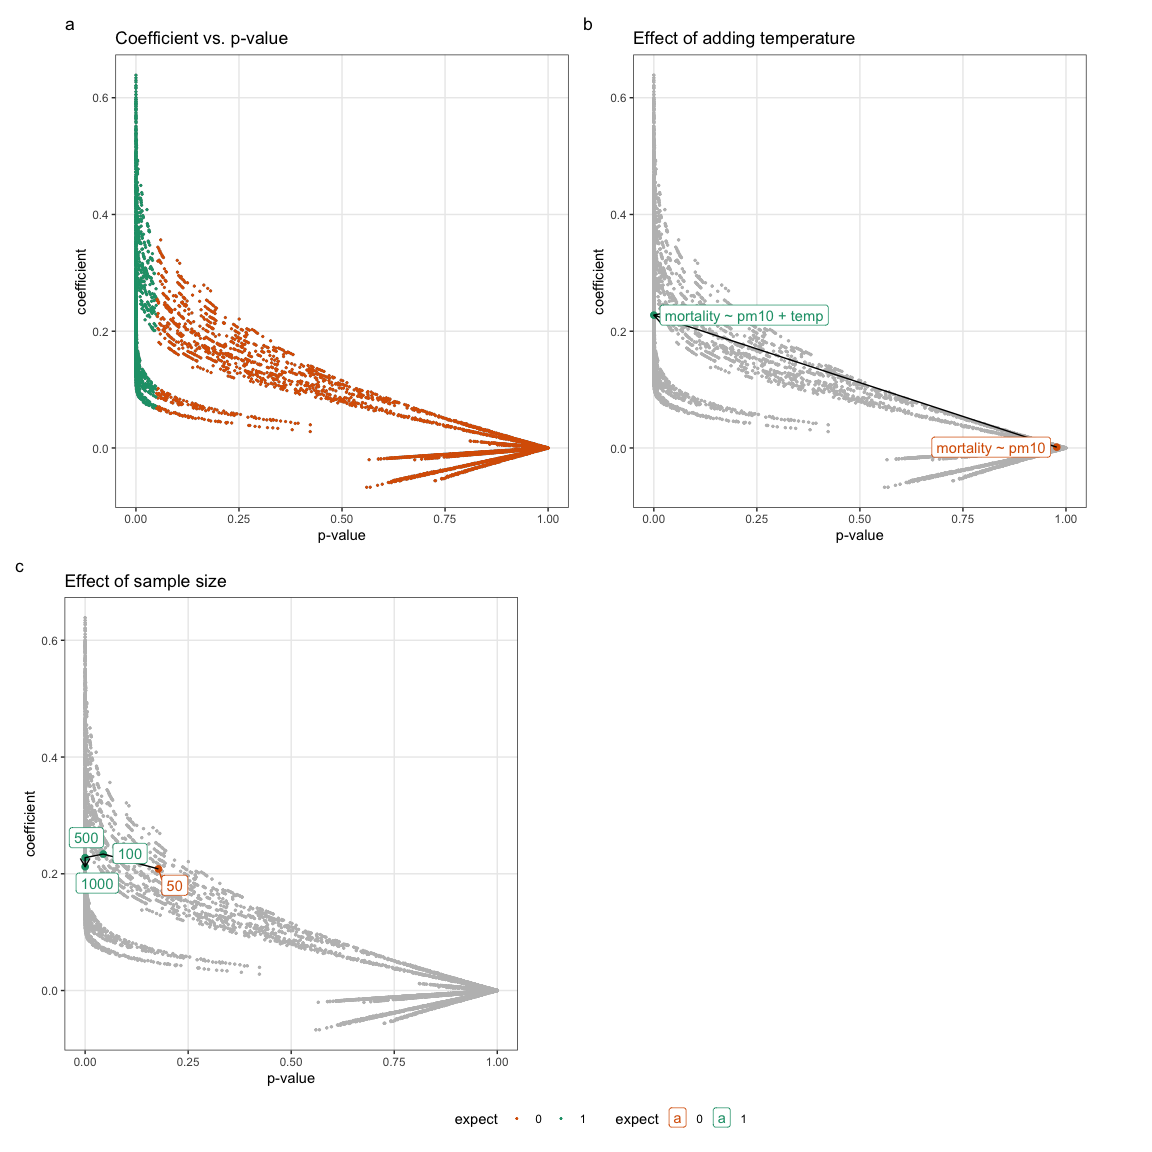 a
Coefficient vs. p-value
coefficient
0.6
0.4
0.2
0.0
0.00 0.25 0.50 0.75 1.00
p-value
b
Effect of adding temperature
coefficient
0.6
0.4
0.2
0.0
mortality ~ pm10 + temp
mortality ~ pm10
0.00 0.25 0.50 0.75 1.00
p-value
c
Effect of sample size
coefficient
0.6
0.4
0.2
0.0
500
100
1000
50
0.00 0.25 0.50 0.75 1.00
p-value
expect 0 1 expect a 0 a 1